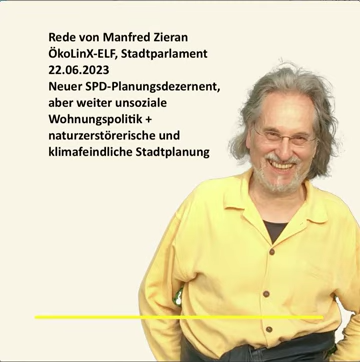 Rede von Manfred Zieran
ÖkoLinX-ELF, Stadtparlament
22.06.2023
Neuer SPD-Planungsdezernent,
aber weiter unsoziale
Wohnungspolitik +
naturzerstörerische und
klimafeindliche Stadtplanung